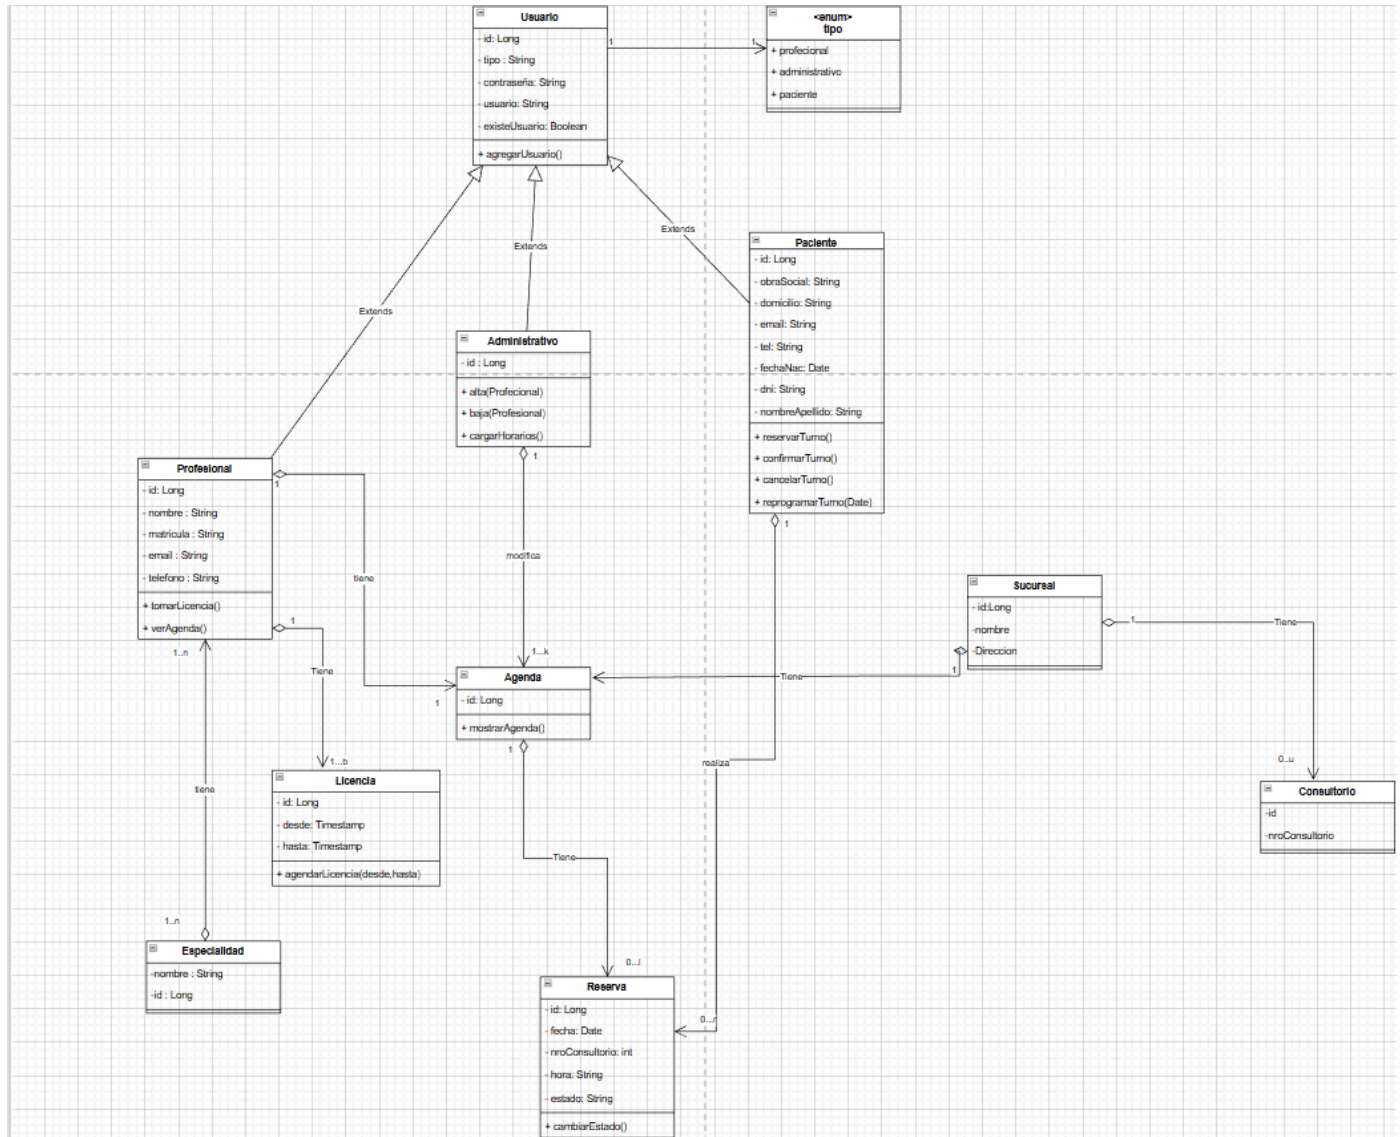 Usuario
- id: Long
- tipo : String
- contraseña: String
- usuario: String
- existeUsuario: Boolean
+ agregarUsuario()
1
1
<enum>
tipo
+ profecional
+ administrativo
+ paciente
Extends
Extends
Extends
Paciente
- id: Long
- obraSocial: String
- domicilio: String
- email: String
- tel: String
- fechaNac: Date
- dni: String
- nombreApellido: String
+ reservarTurno()
+ confirmarTurno()
+ cancelarTurno()
+ reprogramarTurno(Date)
1
Administrativo
- id : Long
+ alta(Profecional)
+ baja(Profesional)
+ cargarHorarios()
1
modifica
1...k
Profesional
- id: Long
- nombre : String
- matricula : String
- email : String
- telefono : String
+ tomarLicencia()
+ verAgenda()
1
tiene
1
1
Tiene
1...b
1..n
tiene
1..n
Sucursal
- id:Long
-nombre
-Direccion
1
Tiene
0..u
1
Tiene
Agenda
- id: Long
+ mostrarAgenda()
1
Tiene
0...l
realiza
0...r
Licencia
- id: Long
- desde: Timestamp
- hasta: Timestamp
+ agendarLicencia(desde,hasta)
Consultorio
-id
-nroConsultorio
Especialidad
-nombre : String
-id : Long
Reserva
- id: Long
- fecha: Date
- nroConsultorio: int
- hora: String
- estado: String
+ cambiarEstado()